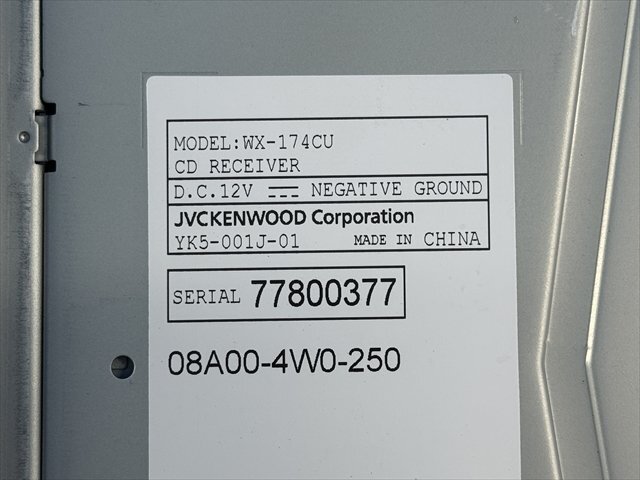 MODEL:WX-174CU
CD RECEIVER
D.C.12V ⎓ NEGATIVE GROUND
JVCKENWOOD Corporation
YK5-001J-01 MADE IN CHINA
SERIAL 77800377
08A00-4W0-250